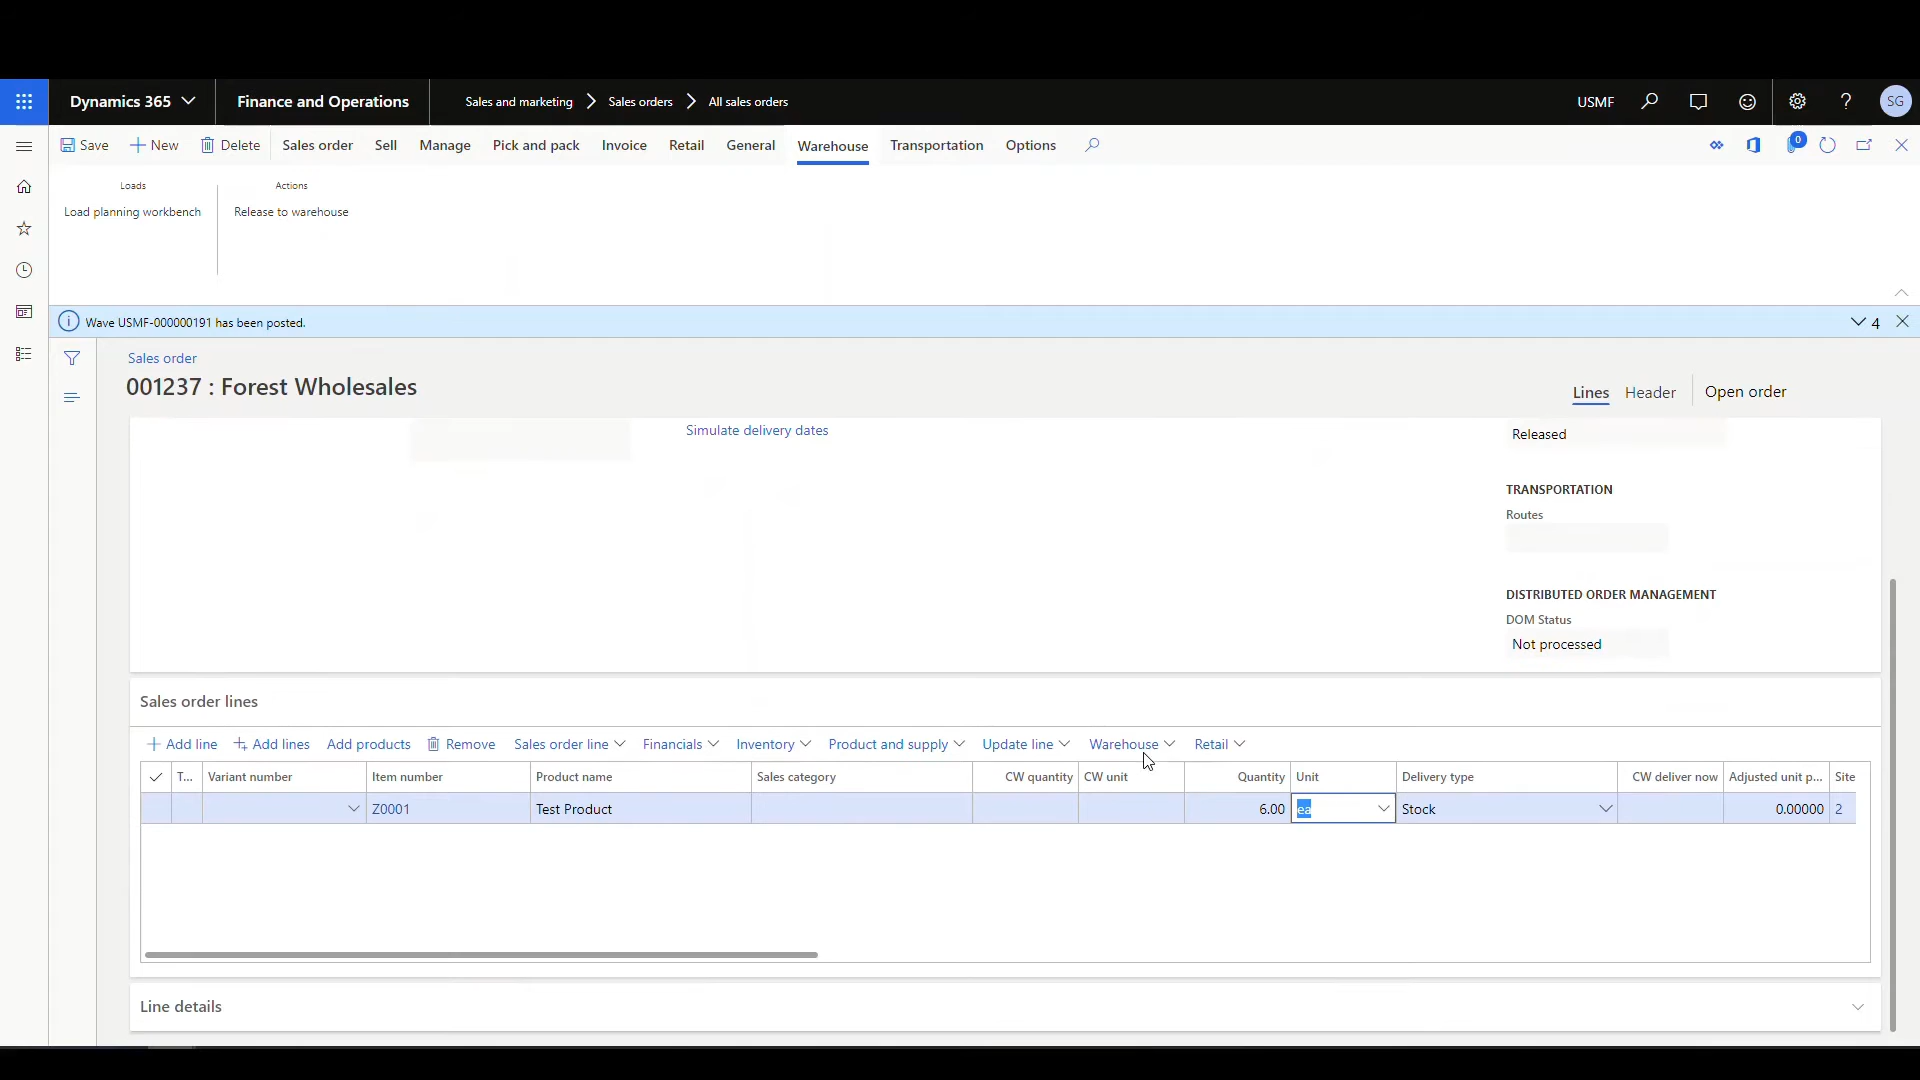 Dynamics 365 Finance and Operations Sales and marketing Sales orders All sales orders USMF ? SG
Save New Delete Sales order Sell Manage Pick and pack Invoice Retail General Warehouse Transportation Options 0
Loads Actions
Load planning workbench Release to warehouse
Wave USMF-000000191 has been posted. 4
Sales order
001237 : Forest Wholesales
Lines Header Open order
Simulate delivery dates
Released
TRANSPORTATION
Routes
DISTRIBUTED ORDER MANAGEMENT
DOM Status
Not processed
Sales order lines
Add line Add lines Add products Remove Sales order line Financials Inventory Product and supply Update line Warehouse Retail
T... Variant number Item number Product name Sales category CW quantity CW unit Quantity Unit Delivery type CW deliver now Adjusted unit p... Site
Z0001 Test Product 6.00 ea Stock 0.00000 2
Line details